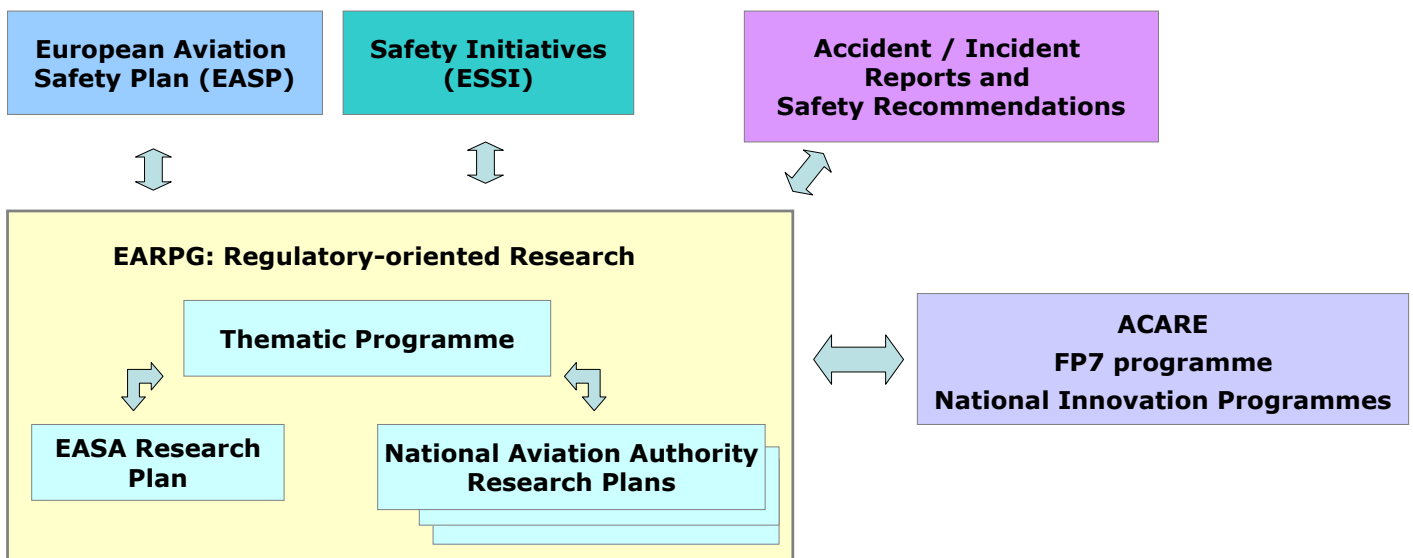 European Aviation
Safety Plan (EASP)
Safety Initiatives
(ESSI)
Accident / Incident
Reports and
Safety Recommendations
EARPG: Regulatory-oriented Research
Thematic Programme
ACARE
FP7 programme
National Innovation Programmes
EASA Research
Plan
National Aviation Authority
Research Plans